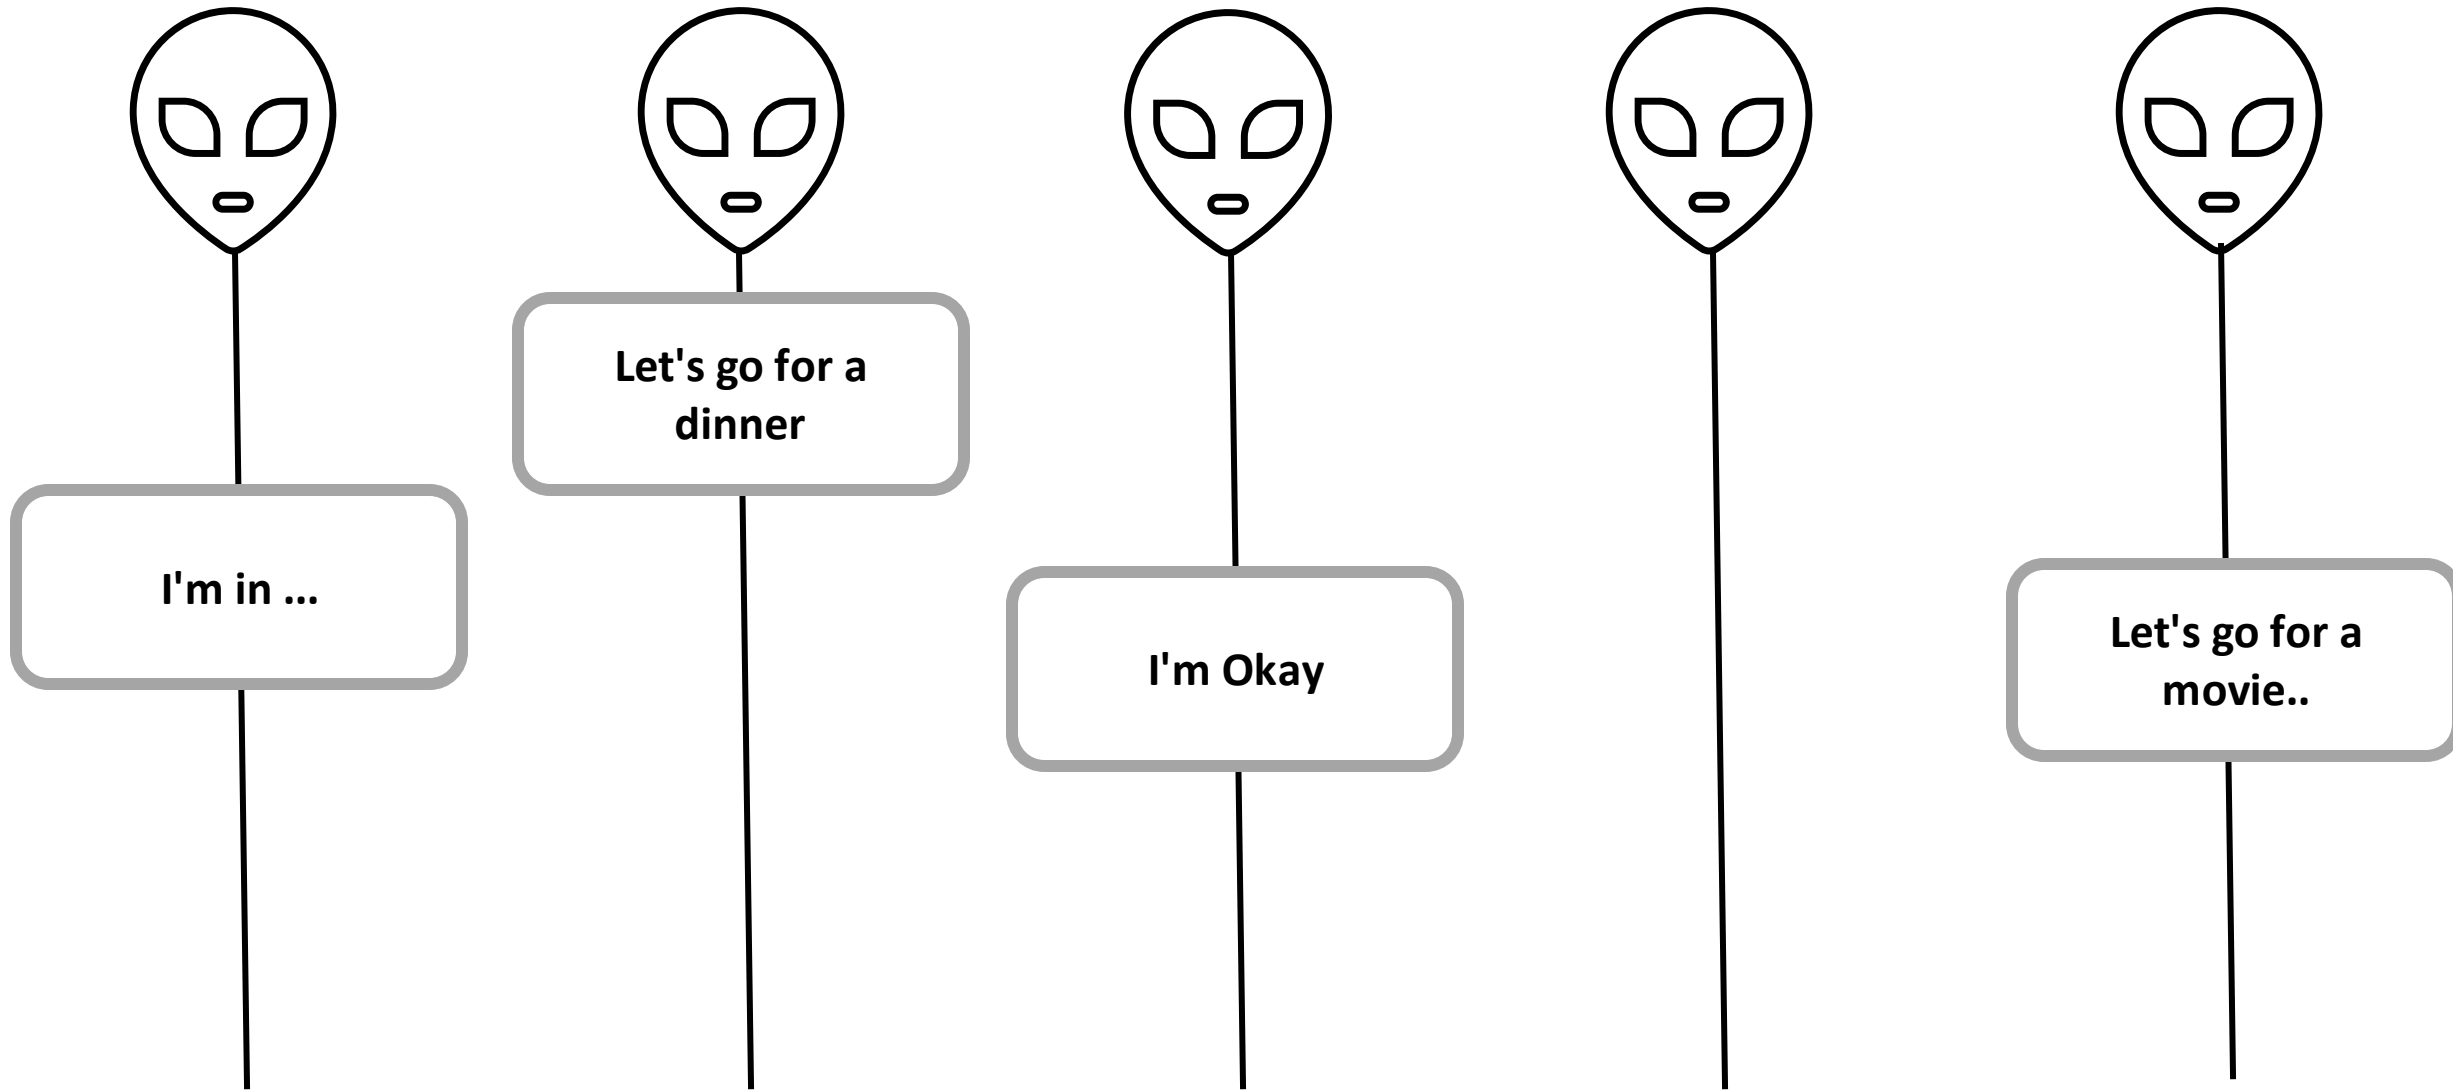 I'm in ...
Let's go for a
dinner
I'm Okay
Let's go for a
movie..